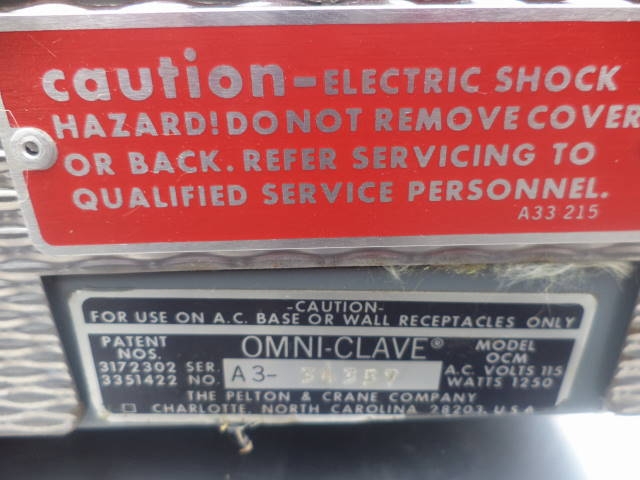 caution-ELECTRIC SHOCK
HAZARD! DO NOT REMOVE COVER
OR BACK. REFER SERVICING TO
QUALIFIED SERVICE PERSONNEL.
A33 215
-CAUTION-
FOR USE ON A.C. BASE OR WALL RECEPTACLES ONLY
PATENT NOS. OMNI-CLAVE® MODEL OCM
3172302 SER. A.C. VOLTS 115
3351422 NO. A3- WATTS 1250
THE PELTON & CRANE COMPANY
CHARLOTTE, NORTH CAROLINA 28203, U.S.A.